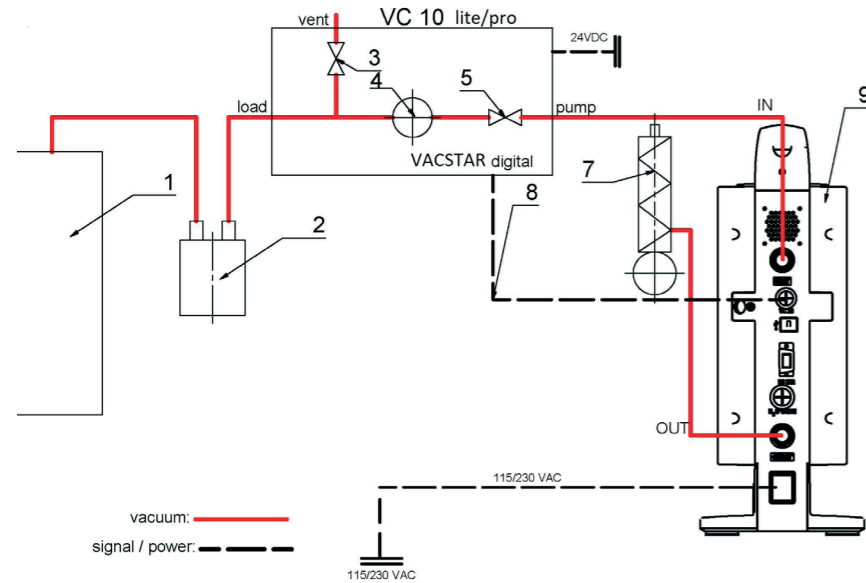 vent
VC 10 lite/pro
24VDC
3
4
5
load
pump
IN
9
VACSTAR digital
1
7
8
2
OUT
115/230 VAC
vacuum:
signal / power:
115/230 VAC